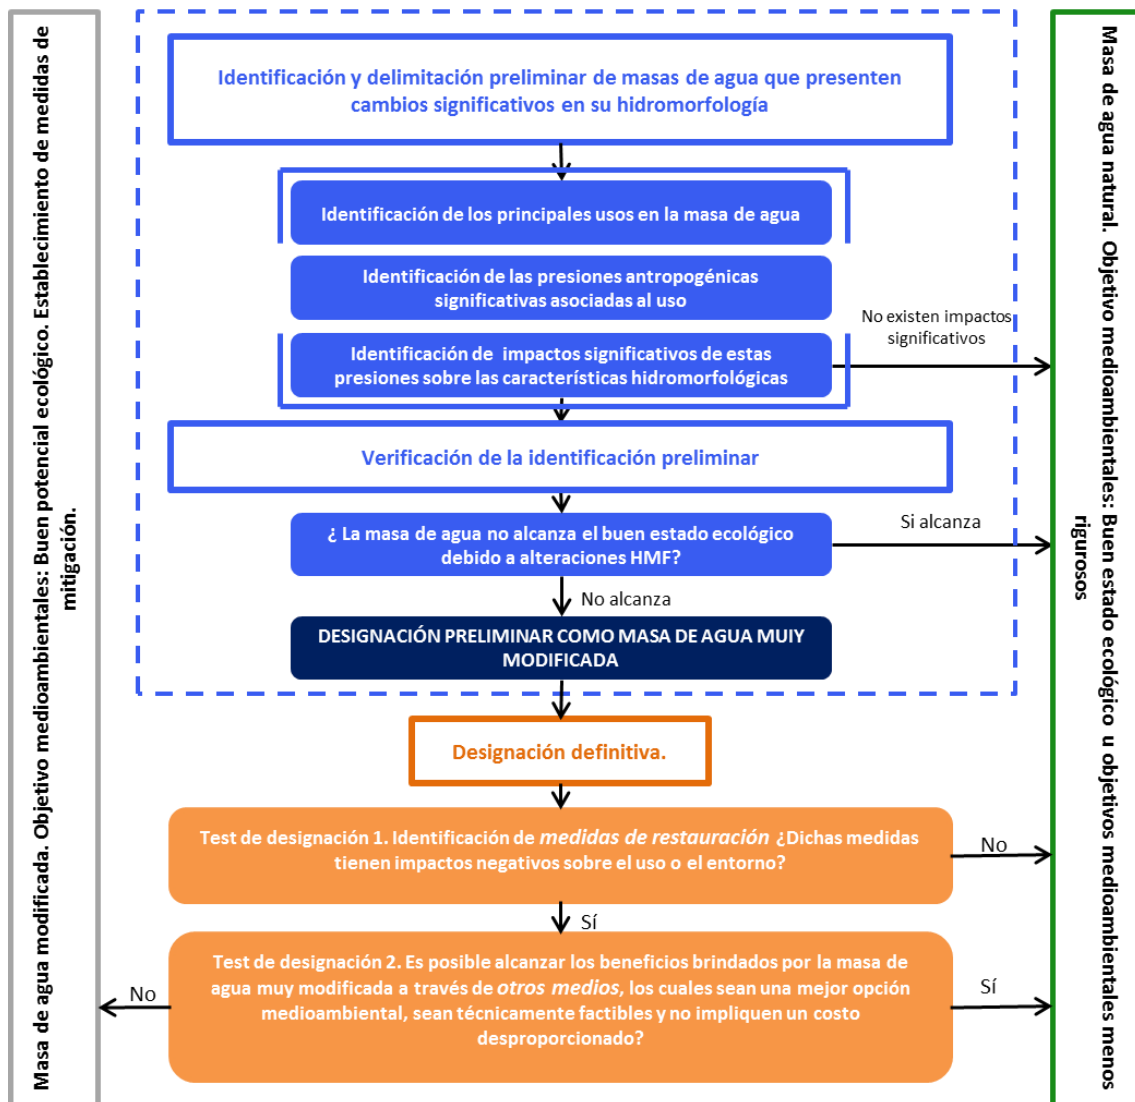 Masa de agua modificada. Objetivo medioambientales: Buen potencial ecológico. Establecimiento de medidas de
mitigación.
Identificación y delimitación preliminar de masas de agua que presenten
cambios significativos en su hidromorfología
Identificación de los principales usos en la masa de agua
Identificación de las presiones antropogénicas
significativas asociadas al uso
No existen impactos
significativos
Identificación de impactos significativos de estas
presiones sobre las características hidromorfológicas
Verificación de la identificación preliminar
¿ La masa de agua no alcanza el buen estado ecológico
debido a alteraciones HMF?
Si alcanza
No alcanza
DESIGNACIÓN PRELIMINAR COMO MASA DE AGUA MUIY
MODIFICADA
Designación definitiva.
Test de designación 1. Identificación de medidas de restauración ¿Dichas medidas
tienen impactos negativos sobre el uso o el entorno?
No
Sí
Test de designación 2. Es posible alcanzar los beneficios brindados por la masa de
agua muy modificada a través de otros medios, los cuales sean una mejor opción
medioambiental, sean técnicamente factibles y no impliquen un costo
desproporcionado?
No
Sí
Masa de agua natural. Objetivo medioambientales: Buen estado ecológico u objetivos medioambientales menos
rigurosos